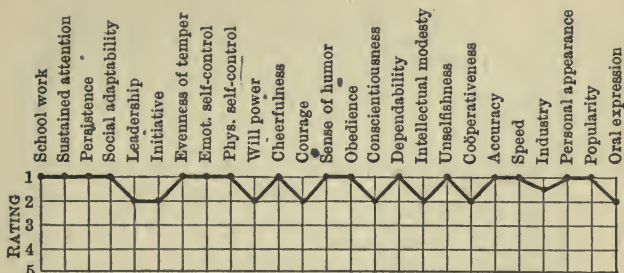 School work
Sustained attention
Persistence
Social adaptability
Leadership
Initiative
Evenness of temper
Emot. self-control
Phys. self-control
Will power
Cheerfulness
Courage
Sense of humor
Obedience
Conscientiousness
Dependability
Intellectual modesty
Unselfishness
Coöperativeness
Accuracy
Speed
Industry
Personal appearance
Popularity
Oral expression
RATING
1
2
3
4
5